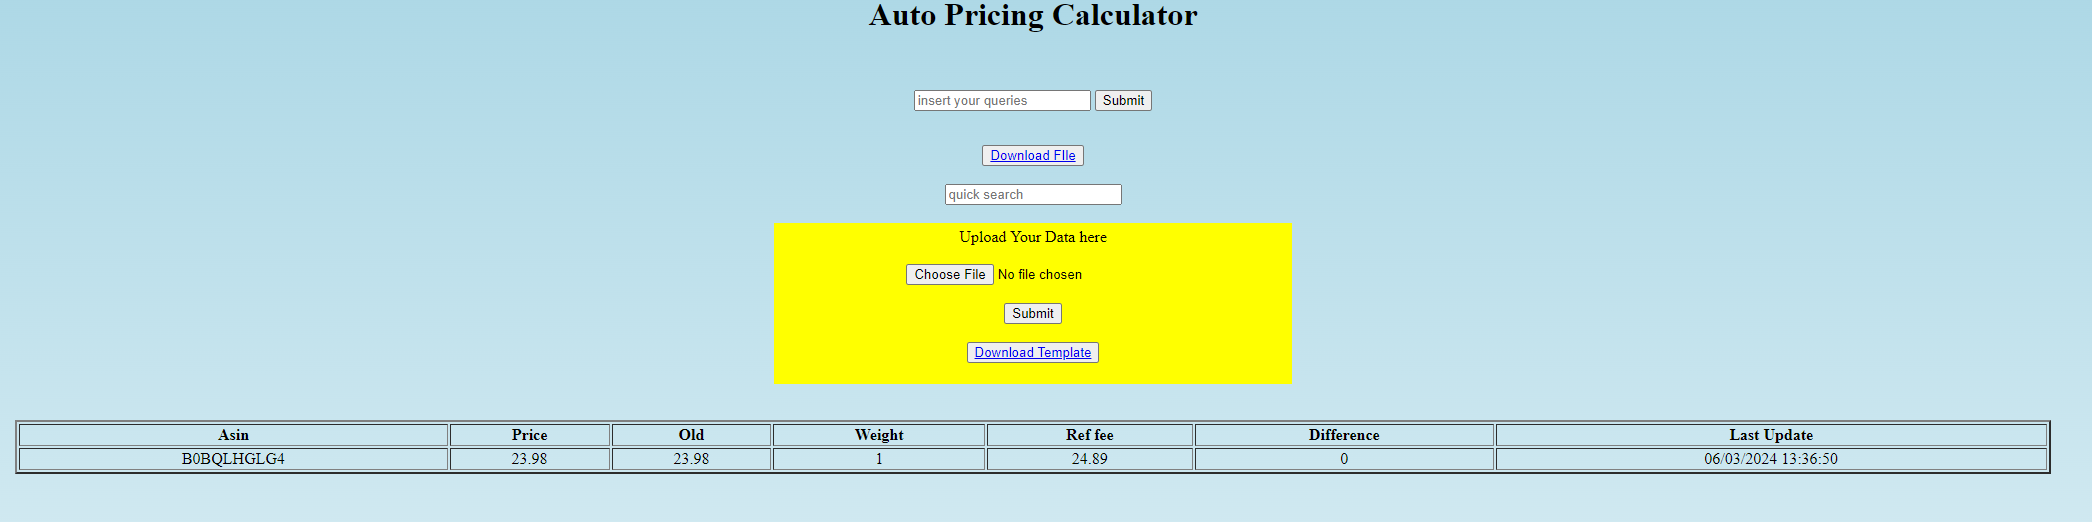 Auto Pricing Calculator
insert your queries Submit
Download FIle
quick search
Upload Your Data here
Choose File No file chosen
Submit
Download Template
Asin Price Old Weight Ref fee Difference Last Update
B0BQLHGLG4 23.98 23.98 1 24.89 0 06/03/2024 13:36:50